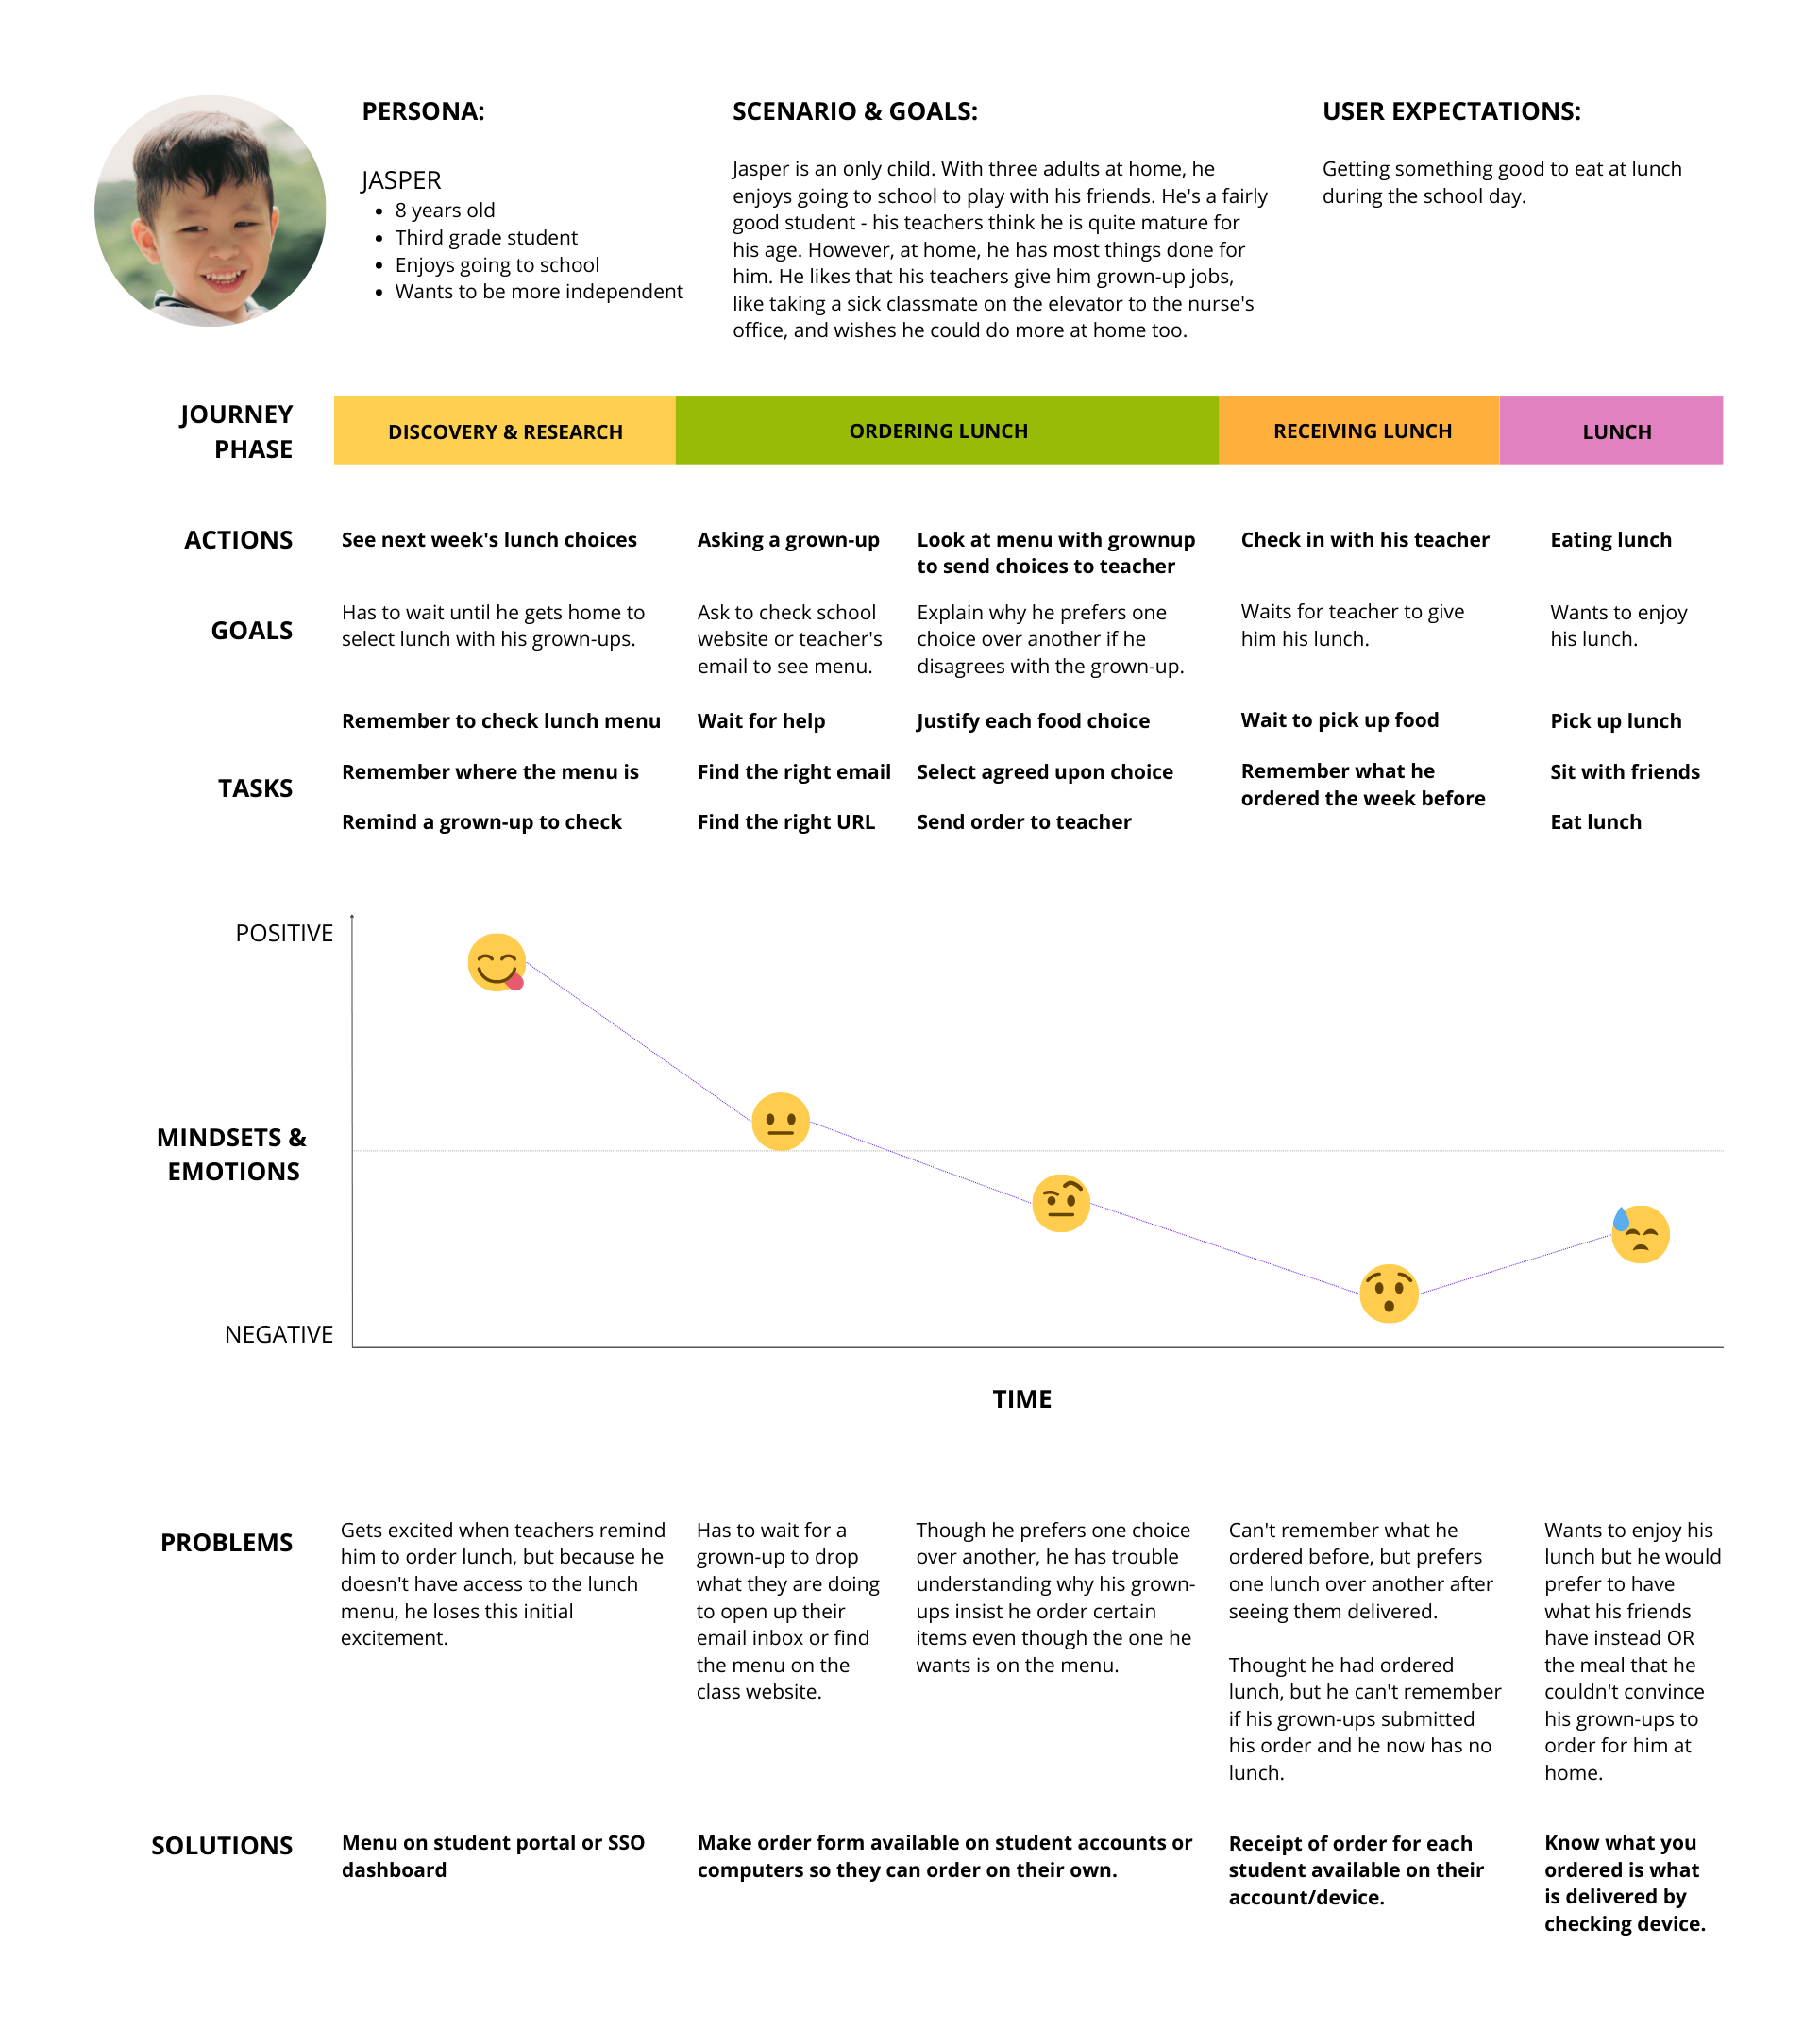 PERSONA:
JASPER
• 8 years old
• Third grade student
• Enjoys going to school
• Wants to be more independent
SCENARIO & GOALS:
Jasper is an only child. With three adults at home, he
enjoys going to school to play with his friends. He's a fairly
good student - his teachers think he is quite mature for
his age. However, at home, he has most things done for
him. He likes that his teachers give him grown-up jobs,
like taking a sick classmate on the elevator to the nurse's
office, and wishes he could do more at home too.
USER EXPECTATIONS:
Getting something good to eat at lunch
during the school day.
JOURNEY
PHASE
DISCOVERY & RESEARCH
ORDERING LUNCH
RECEIVING LUNCH
LUNCH
ACTIONS
See next week's lunch choices
Asking a grown-up
Look at menu with grownup
to send choices to teacher
Check in with his teacher
Eating lunch
GOALS
Has to wait until he gets home to
select lunch with his grown-ups.
Ask to check school
website or teacher's
email to see menu.
Explain why he prefers one
choice over another if he
disagrees with the grown-up.
Waits for teacher to give
him his lunch.
Wants to enjoy
his lunch.
TASKS
Remember to check lunch menu
Remember where the menu is
Remind a grown-up to check
Wait for help
Find the right email
Find the right URL
Justify each food choice
Select agreed upon choice
Send order to teacher
Wait to pick up food
Remember what he
ordered the week before
Pick up lunch
Sit with friends
Eat lunch
POSITIVE
MINDSETS &
EMOTIONS
NEGATIVE
TIME
PROBLEMS
Gets excited when teachers remind
him to order lunch, but because he
doesn't have access to the lunch
menu, he loses this initial
excitement.
Has to wait for a
grown-up to drop
what they are doing
to open up their
email inbox or find
the menu on the
class website.
Though he prefers one choice
over another, he has trouble
understanding why his grown-
ups insist he order certain
items even though the one he
wants is on the menu.
Can't remember what he
ordered before, but prefers
one lunch over another after
seeing them delivered.
Thought he had ordered
lunch, but he can't remember
if his grown-ups submitted
his order and he now has no
lunch.
Wants to enjoy his
lunch but he would
prefer to have
what his friends
have instead OR
the meal that he
couldn't convince
his grown-ups to
order for him at
home.
SOLUTIONS
Menu on student portal or SSO
dashboard
Make order form available on student accounts or
computers so they can order on their own.
Receipt of order for each
student available on their
account/device.
Know what you
ordered is what
is delivered by
checking device.